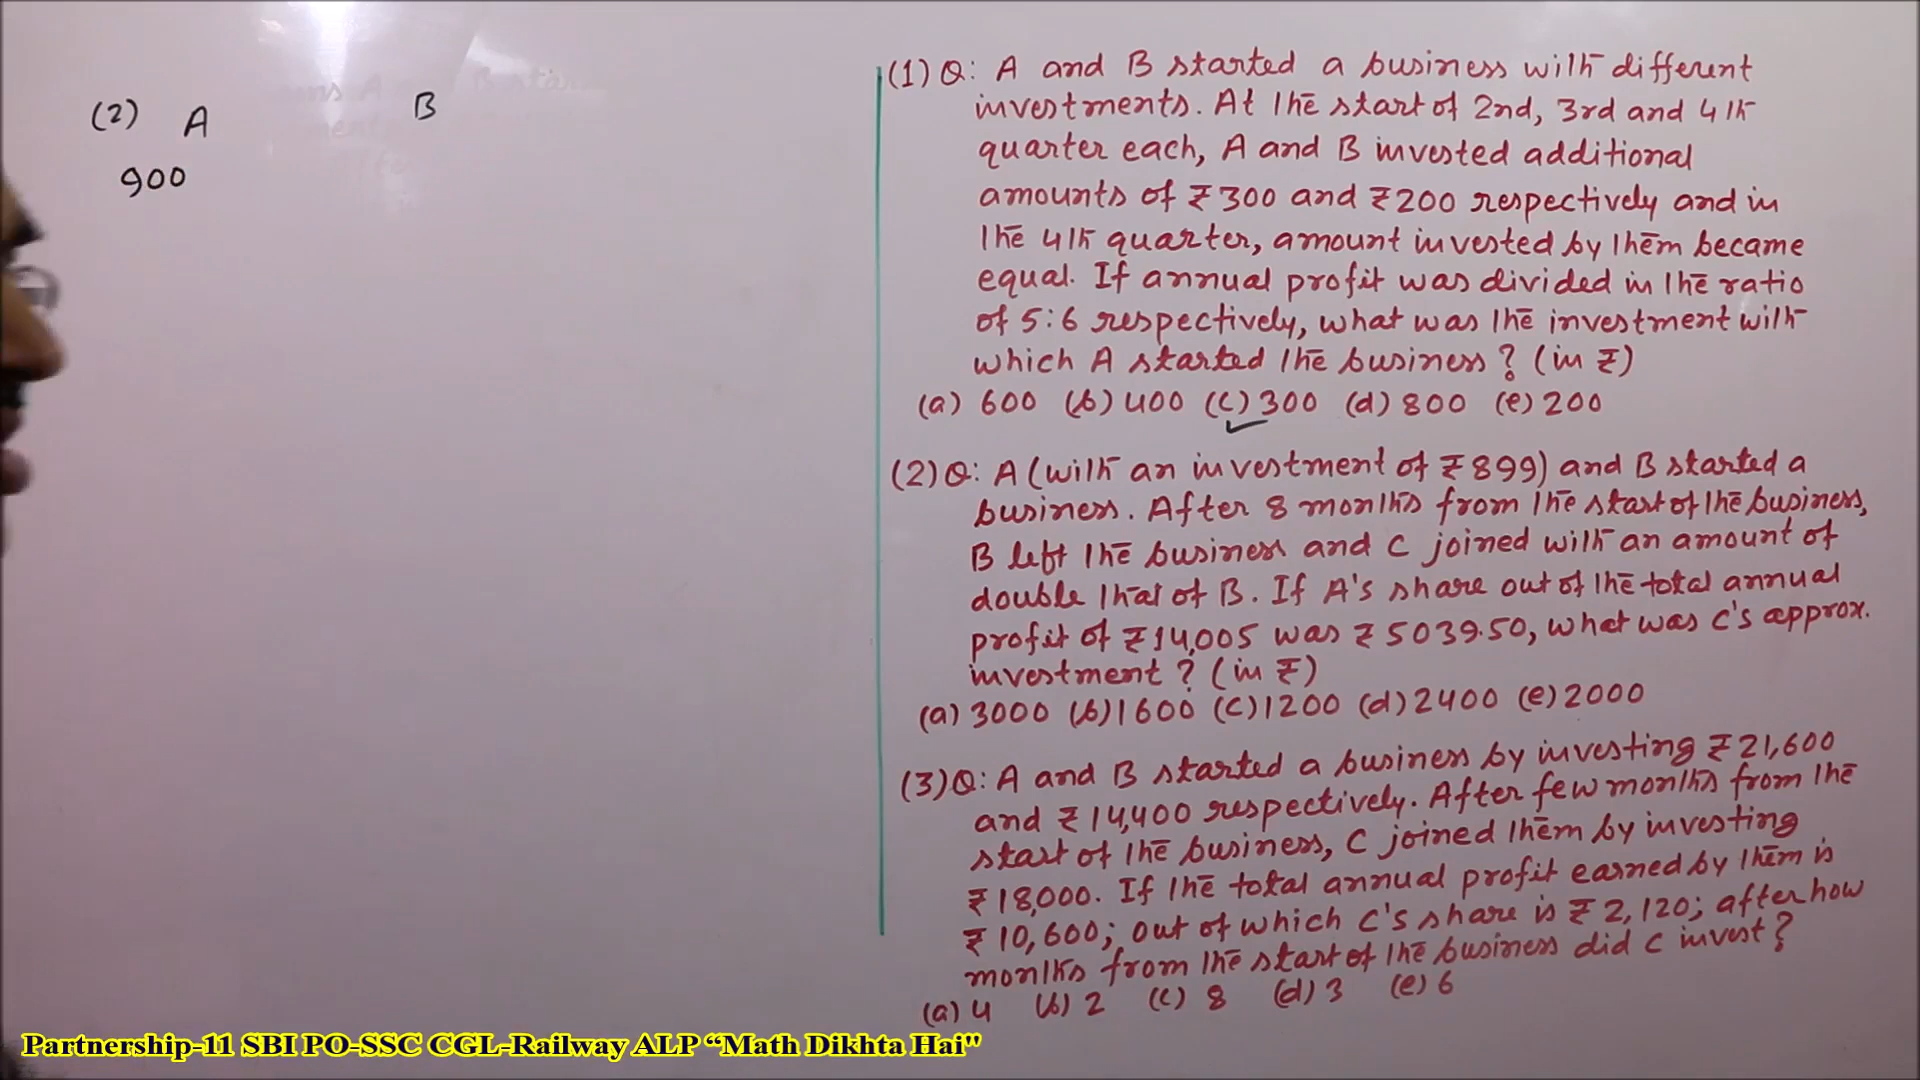 (2) A B
900
(1) Q: A and B started a business with different
investments. At the start of 2nd, 3rd and 4th
quarter each, A and B invested additional
amounts of ₹300 and ₹200 respectively and in
the 4th quarter, amount invested by them became
equal. If annual profit was divided in the ratio
of 5:6 respectively, what was the investment with
which A started the business? (in ₹)
(a) 600 (b) 400 (c) 300 (d) 800 (e) 200
(2) Q: A (with an investment of ₹899) and B started a
business. After 8 months from the start of the business,
B left the business and C joined with an amount of
double that of B. If A's share out of the total annual
profit of ₹14,005 was ₹5039.50, what was C's approx.
investment? (in ₹)
(a) 3000 (b) 1600 (c) 1200 (d) 2400 (e) 2000
(3) Q: A and B started a business by investing ₹21,600
and ₹14,400 respectively. After few months from the
start of the business, C joined them by investing
₹18,000. If the total annual profit earned by them is
₹10,600; out of which C's share is ₹2,120; after how
months from the start of the business did C invest?
(a) 4 (b) 2 (c) 8 (d) 3 (e) 6
Partnership-11 SBI PO-SSC CGL-Railway ALP “Math Dikhta Hai"